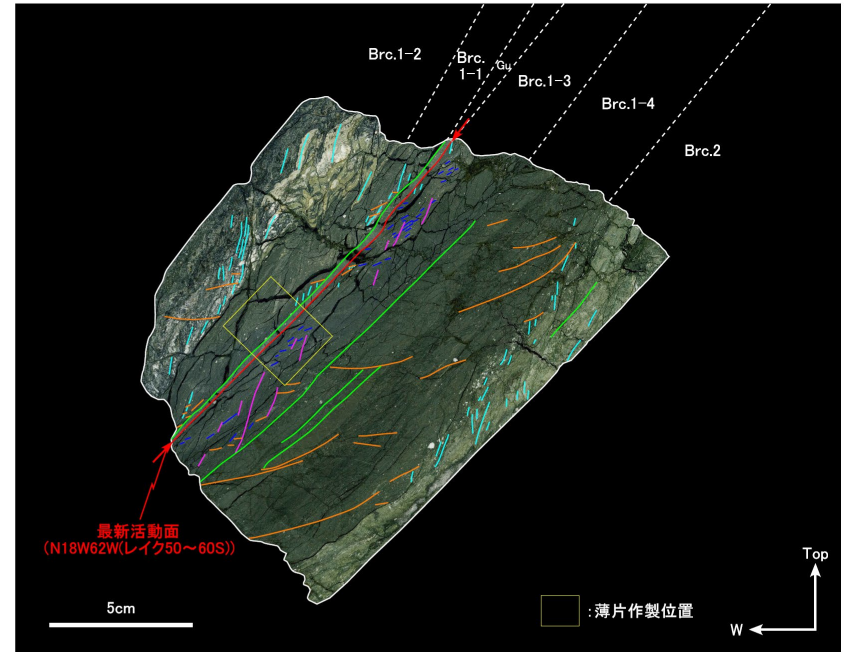 Brc.1-2
Brc.
1-1
Gu
Brc.1-3
Brc.1-4
Brc.2
最新活動面
(N18W62W(レイク50～60S))
5cm
:薄片作製位置
Top
W